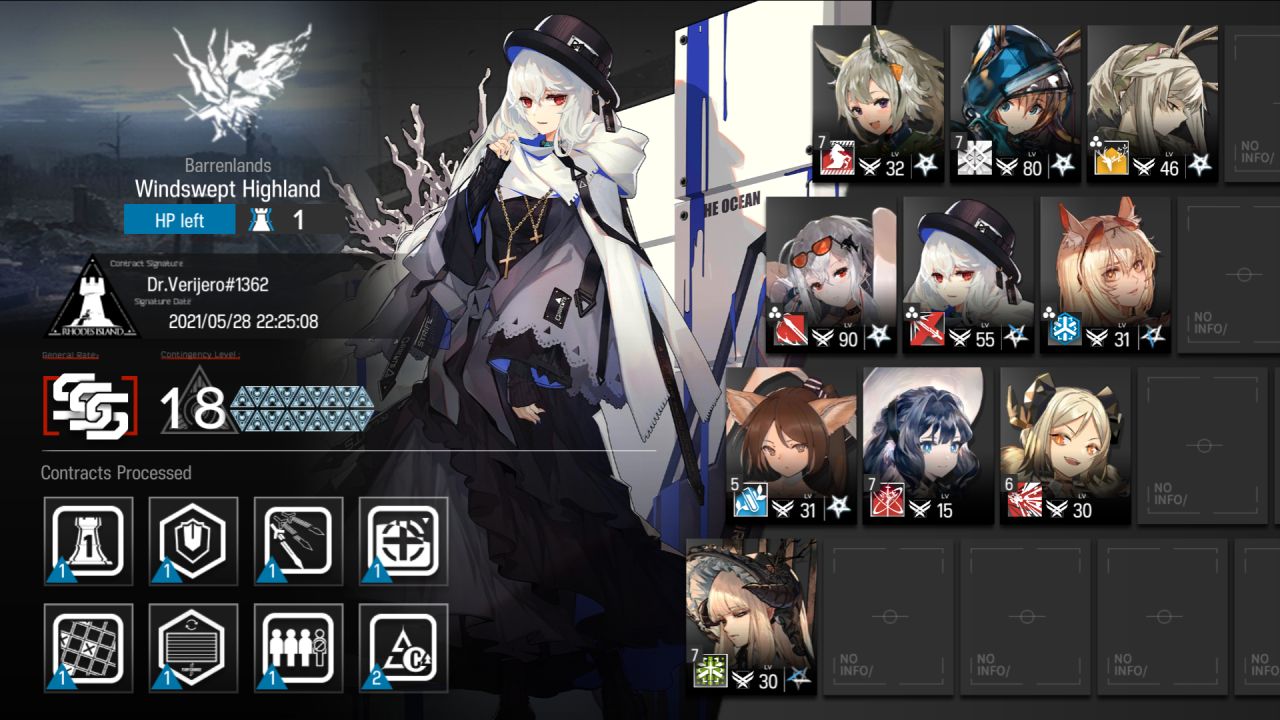 Barrenlands
Windswept Highland
HP left 1
Contract Signature
Dr.Verijero#1362
Signature Date
2021/05/28 22:25:08
RHODES ISLAND
General Rate:
Contingency Level:
18
Contracts Processed
1
1
1
1
1
1
1
1
2
HE OCEAN
7 LV 32
7 LV 80
LV 46
NO INFO/
LV 90
LV 55
LV 31
NO INFO/
5 LV 31
7 LV 15
6 LV 30
NO INFO/
7 LV 30
NO INFO/
NO INFO/
NO INFO/
NO INFO/